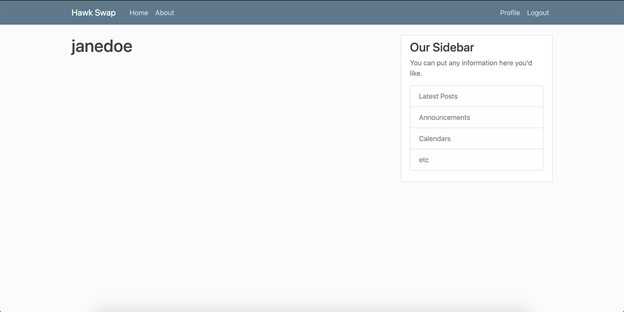 Hawk Swap Home About Profile Logout
janedoe
Our Sidebar
You can put any information here you'd
like.
Latest Posts
Announcements
Calendars
etc